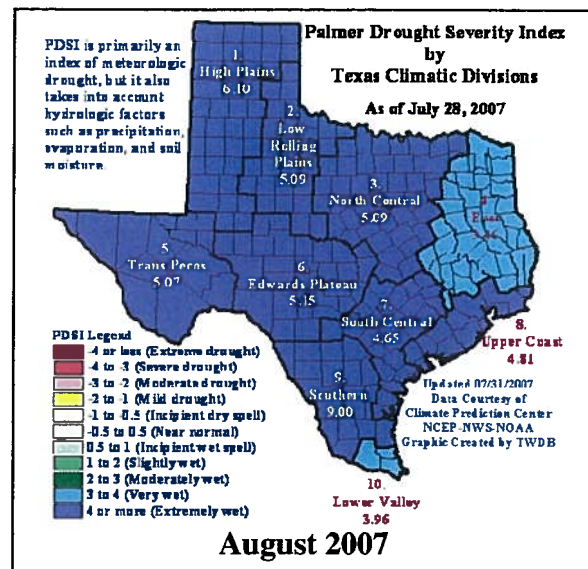 Palmer Drought Severity Index
by
Texas Climatic Divisions
As of July 28, 2007
PDSI is primarily an
index of meteorologic
drought, but it also
takes into account
hydrologic factors
such as precipitation,
evaporation, and soil
moisture.
1.
High Plains
6.10
2.
Low
Rolling
Plains
5.09
3.
North Central
5.09
East
5.
Trans Pecos
5.07
6.
Edwards Plateau
5.15
7.
South Central
4.65
8.
Upper Coast
4.81
9.
Southern
9.00
10.
Lower Valley
3.96
PDSI Legend
-4 or less (Extreme drought)
-4 to -3 (Severe drought)
-3 to -2 (Moderate drought)
-2 to -1 (Mild drought)
-1 to -0.5 (Incipient dry spell)
-0.5 to 0.5 (Near normal)
0.5 to 1 (Incipient wet spell)
1 to 2 (Slightly wet)
2 to 3 (Moderately wet)
3 to 4 (Very wet)
4 or more (Extremely wet)
Updated 07/31/2007
Data Courtesy of
Climate Prediction Center
NCEP-NWS-NOAA
Graphic Created by TWDB
August 2007